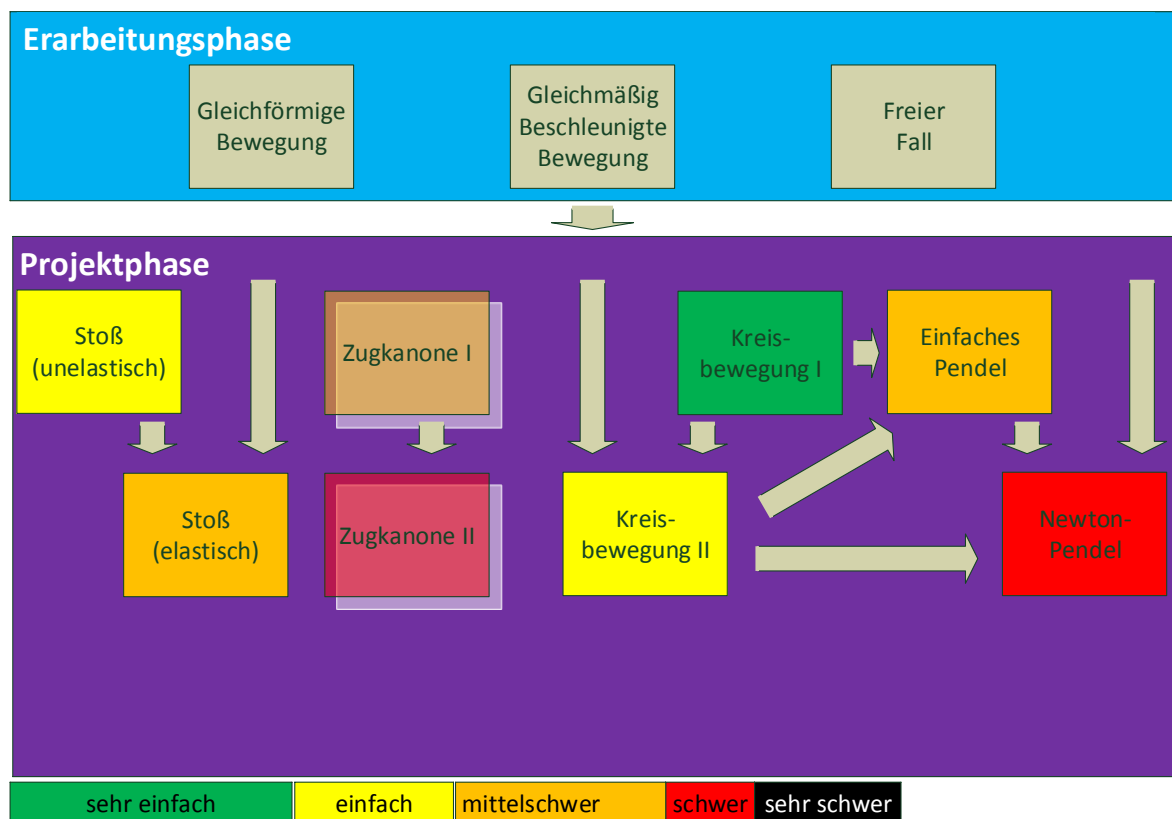 Erarbeitungsphase
Gleichförmige
Bewegung
Gleichmäßig
Beschleunigte
Bewegung
Freier
Fall
Projektphase
Stoß
(unelastisch)
Zugkanone I
Kreis-
bewegung I
Einfaches
Pendel
Stoß
(elastisch)
Zugkanone II
Kreis-
bewegung II
Newton-
Pendel
sehr einfach
einfach
mittelschwer
schwer
sehr schwer